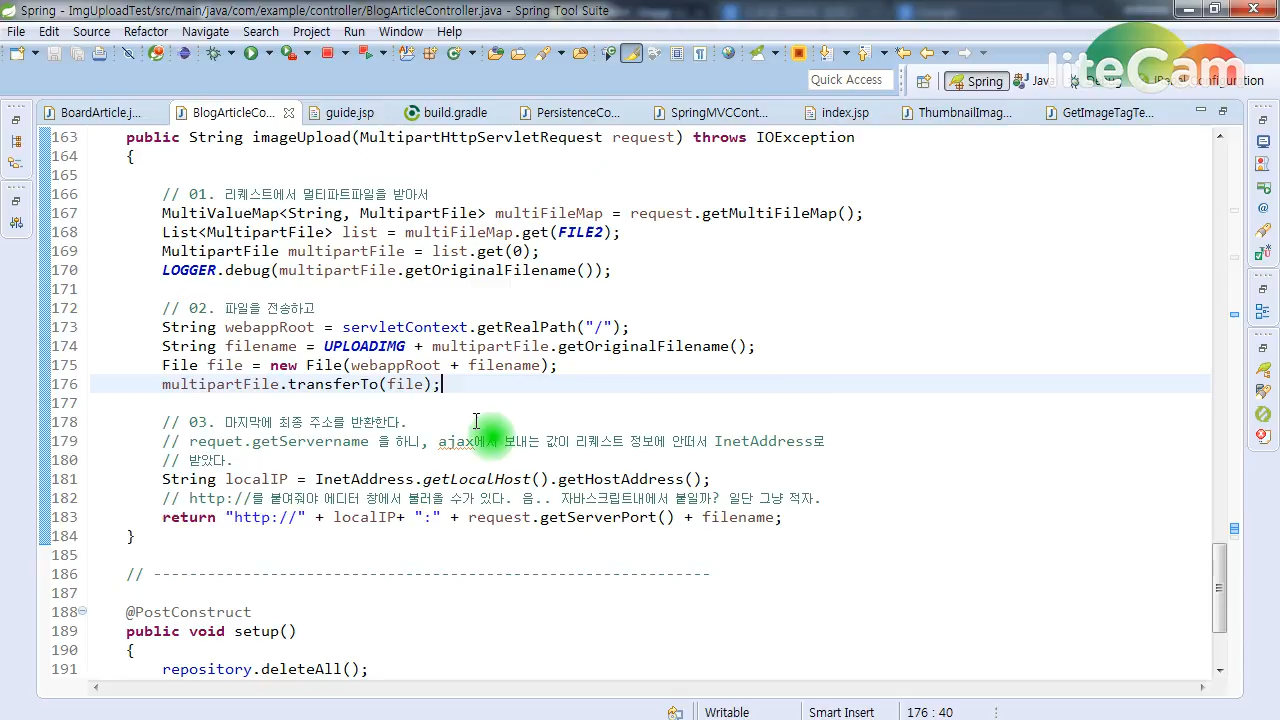 Spring - ImgUploadTest/src/main/java/com/example/controller/BlogArticleController.java - Spring Tool Suite
File Edit Source Refactor Navigate Search Project Run Window Help
Quick Access Spring Java Debug Configuration
liteCam
BoardArticle.j... BlogArticleCo... guide.jsp build.gradle PersistenceCo... SpringMVCCont... index.jsp ThumbnailImag... GetImageTagTe...
163 public String imageUpload(MultipartHttpServletRequest request) throws IOException
164 {
165
166 // 01. 리퀘스트에서 멀티파트파일을 받아서
167 MultiValueMap<String, MultipartFile> multiFileMap = request.getMultiFileMap();
168 List<MultipartFile> list = multiFileMap.get(FILE2);
169 MultipartFile multipartFile = list.get(0);
170 LOGGER.debug(multipartFile.getOriginalFilename());
171
172 // 02. 파일을 전송하고
173 String webappRoot = servletContext.getRealPath("/");
174 String filename = UPLOADIMG + multipartFile.getOriginalFilename();
175 File file = new File(webappRoot + filename);
176 multipartFile.transferTo(file);
177
178 // 03. 마지막에 최종 주소를 반환한다.
179 // requet.getServername 을 하니, ajax에서 보내는 값이 리퀘스트 정보에 안떠서 InetAddress로
180 // 받았다.
181 String localIP = InetAddress.getLocalHost().getHostAddress();
182 // http://를 붙여줘야 에디터 창에서 불러올 수가 있다. 음.. 자바스크립트내에서 붙일까? 일단 그냥 적자.
183 return "http://" + localIP+ ":" + request.getServerPort() + filename;
184 }
185
186 // --------------------------------------------------------------
187
188 @PostConstruct
189 public void setup()
190 {
191 repository.deleteAll();
Writable Smart Insert 176 : 40